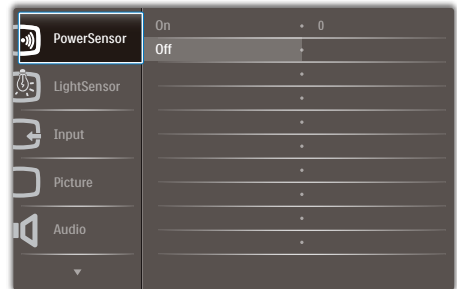 PowerSensor
LightSensor
Input
Picture
Audio
On • 0
Off •